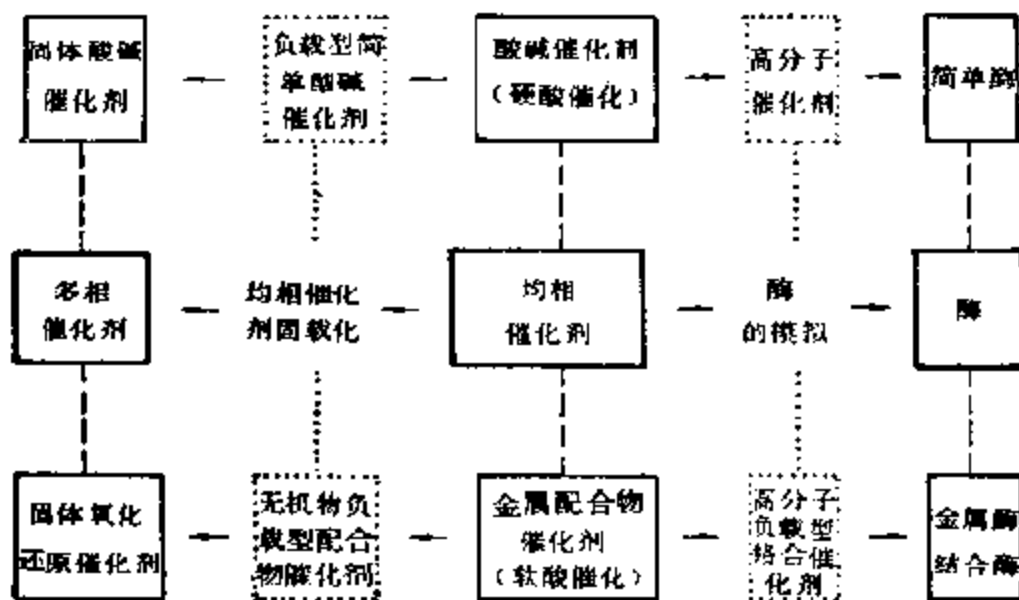 固体酸碱
催化剂
负载型简
单酸碱
催化剂
酸碱催化剂
(硬酸催化)
高分子
催化剂
简单酶
多相
催化剂
均相催化
剂固载化
均相
催化剂
酶
的模拟
酶
固体氧化
还原催化剂
无机物负
载型配合
物催化剂
金属配合物
催化剂
(软酸催化)
高分子
负载型
络合催
化剂
金属酶
结合酶